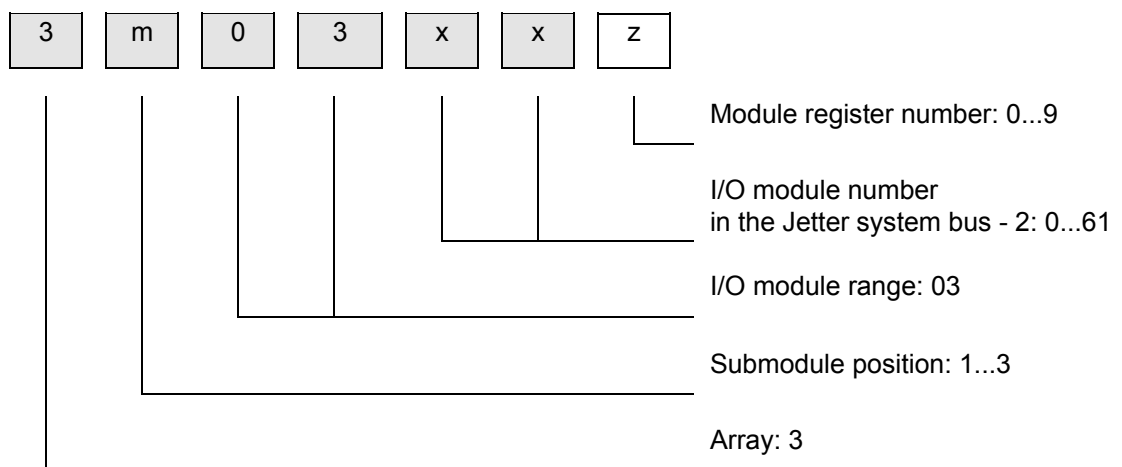 3 m 0 3 x x z
Module register number: 0...9
I/O module number
in the Jetter system bus - 2: 0...61
I/O module range: 03
Submodule position: 1...3
Array: 3